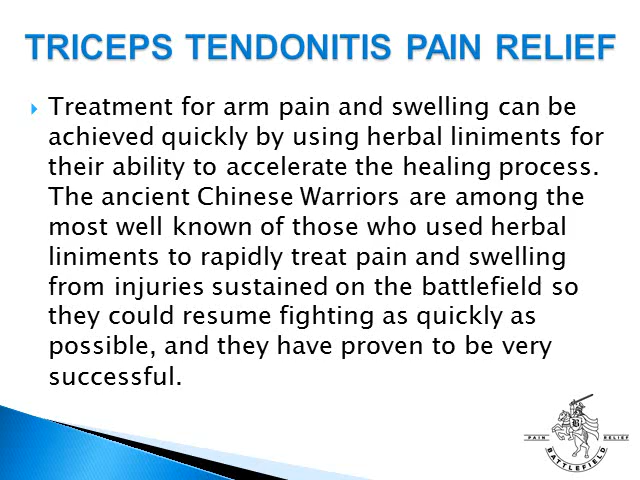 TRICEPS TENDONITIS PAIN RELIEF
Treatment for arm pain and swelling can be
achieved quickly by using herbal liniments for
their ability to accelerate the healing process.
The ancient Chinese Warriors are among the
most well known of those who used herbal
liniments to rapidly treat pain and swelling
from injuries sustained on the battlefield so
they could resume fighting as quickly as
possible, and they have proven to be very
successful.
B
PAIN RELIEF
BATTLEFIELD